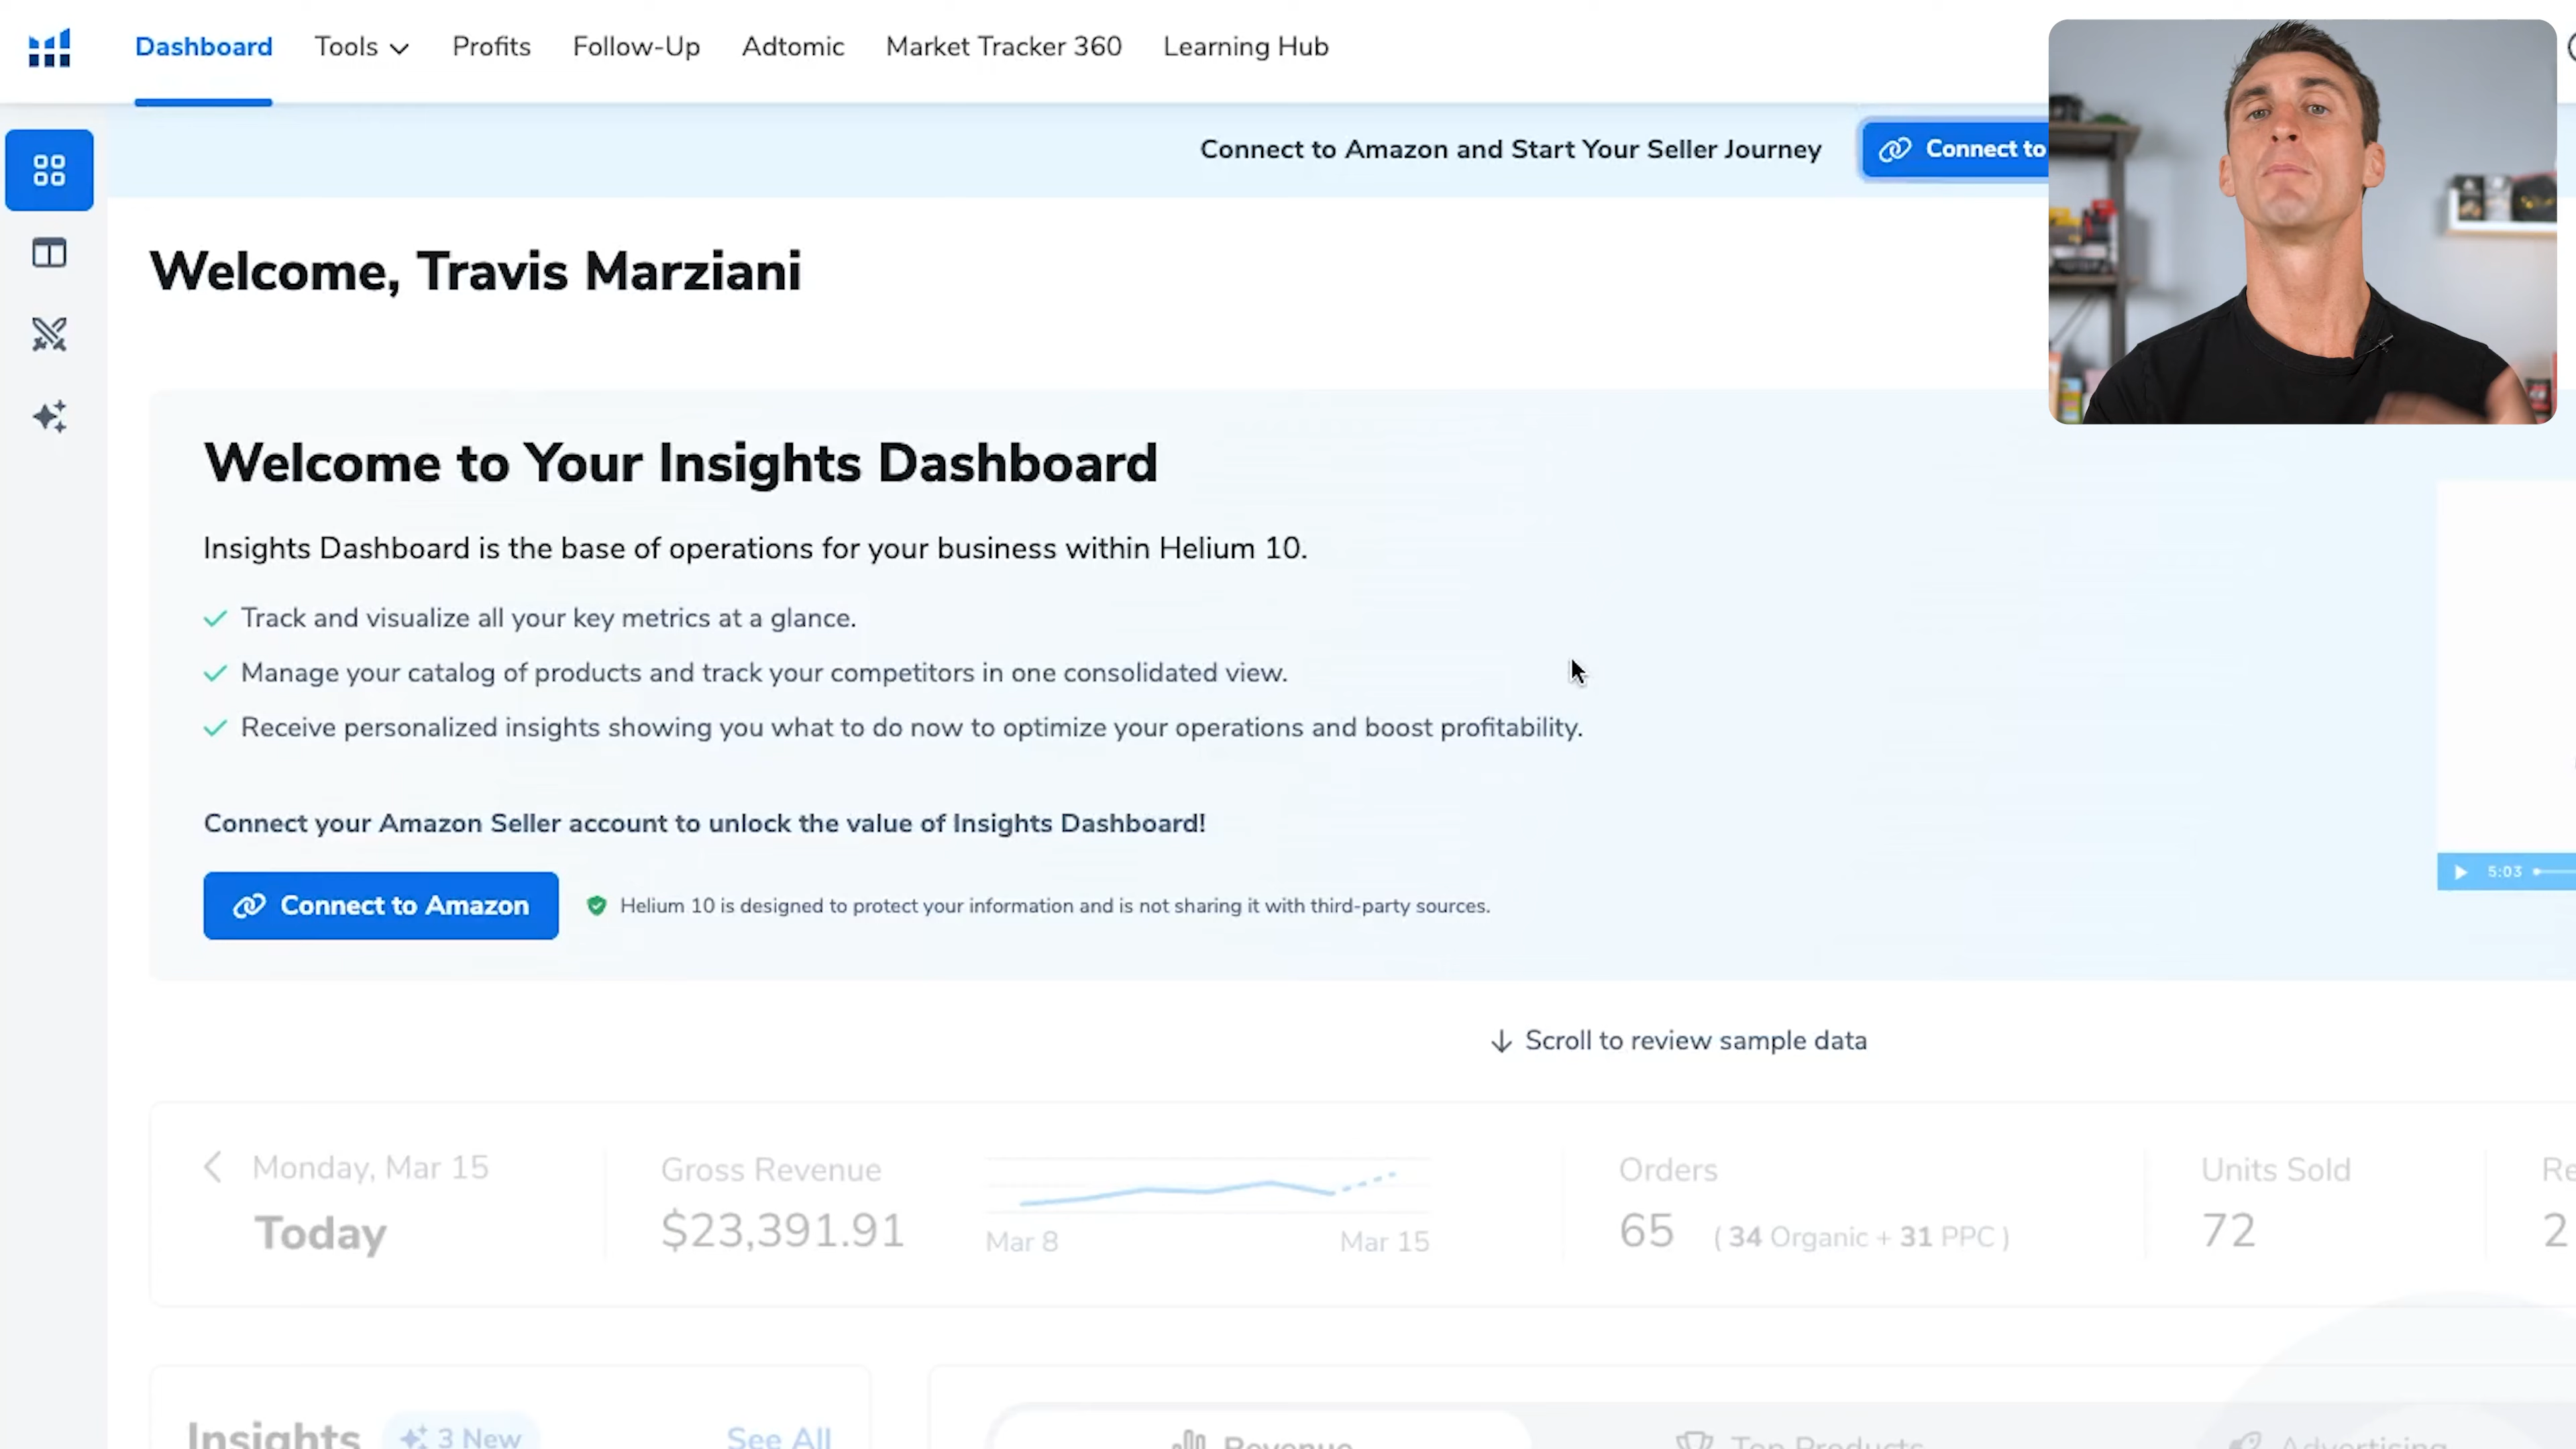 Dashboard Tools Profits Follow-Up Adtomic Market Tracker 360 Learning Hub
Connect to Amazon and Start Your Seller Journey Connect to
Welcome, Travis Marziani
Welcome to Your Insights Dashboard
Insights Dashboard is the base of operations for your business within Helium 10.
Track and visualize all your key metrics at a glance.
Manage your catalog of products and track your competitors in one consolidated view.
Receive personalized insights showing you what to do now to optimize your operations and boost profitability.
Connect your Amazon Seller account to unlock the value of Insights Dashboard!
Connect to Amazon Helium 10 is designed to protect your information and is not sharing it with third-party sources.
5:03
Scroll to review sample data
Monday, Mar 15 Gross Revenue Orders Units Sold Re
Today $23,391.91 Mar 8 Mar 15 65 ( 34 Organic + 31 PPC ) 72 2
Insights 3 New See All Revenue Top Products Advertising